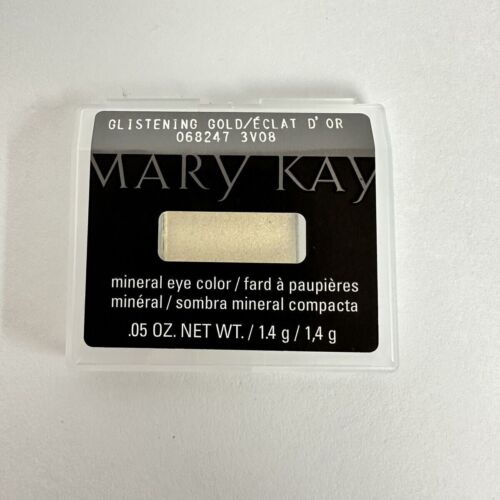 GLISTENING GOLD/ÉCLAT D'OR
068247 3V08
MARY KAY
mineral eye color / fard à paupières
minéral / sombra mineral compacta
.05 OZ. NET WT. / 1.4 g / 1,4 g